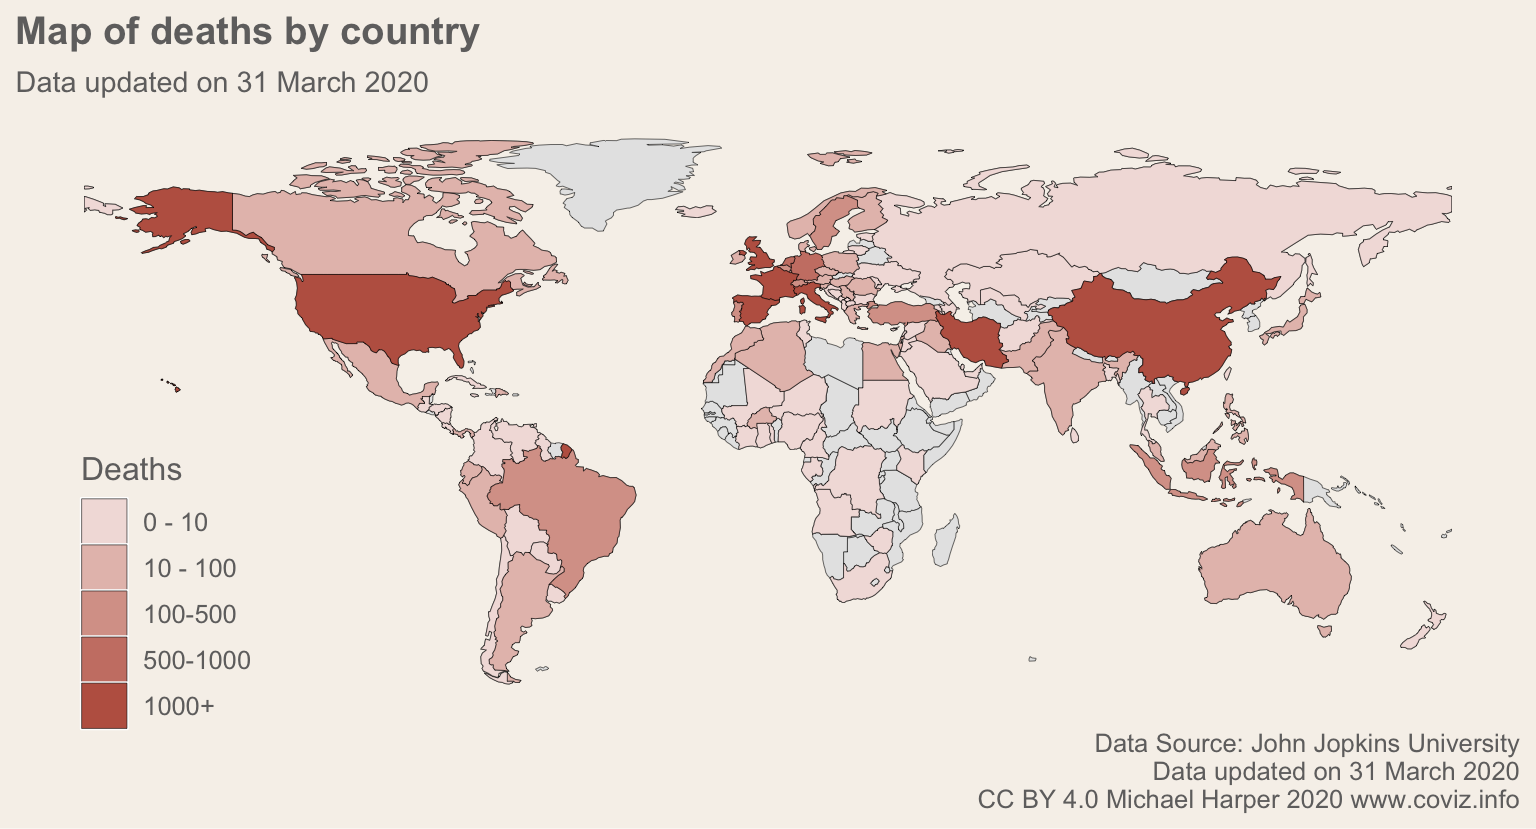 Map of deaths by country
Data updated on 31 March 2020
Deaths
0 - 10
10 - 100
100-500
500-1000
1000+
Data Source: John Jopkins University
Data updated on 31 March 2020
CC BY 4.0 Michael Harper 2020 www.coviz.info